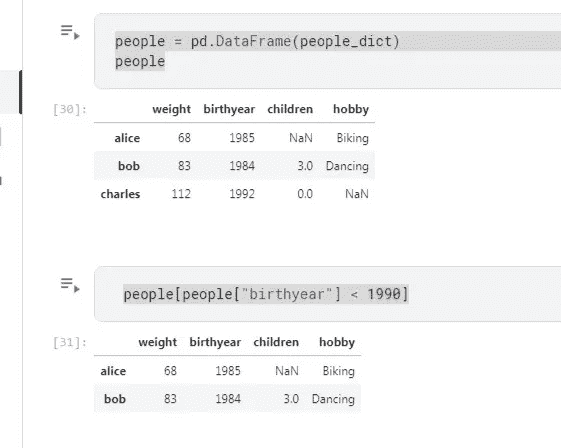 people = pd.DataFrame(people_dict)
people
[30]:
weight birthyear children hobby
alice 68 1985 NaN Biking
bob 83 1984 3.0 Dancing
charles 112 1992 0.0 NaN
people[people["birthyear"] < 1990]
[31]:
weight birthyear children hobby
alice 68 1985 NaN Biking
bob 83 1984 3.0 Dancing